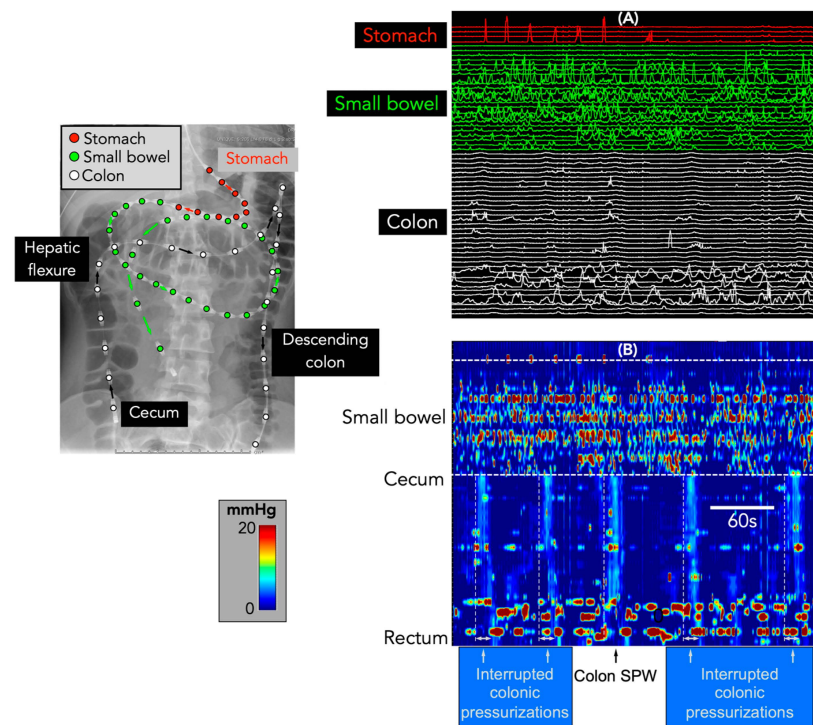 Stomach
Small bowel
Colon
Stomach
Hepatic
flexure
Descending
colon
Cecum
mmHg
20
0
(A)
Stomach
Small bowel
Colon
(B)
Small bowel
Cecum
60s
Rectum
Interrupted
colonic
pressurizations
Colon SPW
Interrupted
colonic
pressurizations